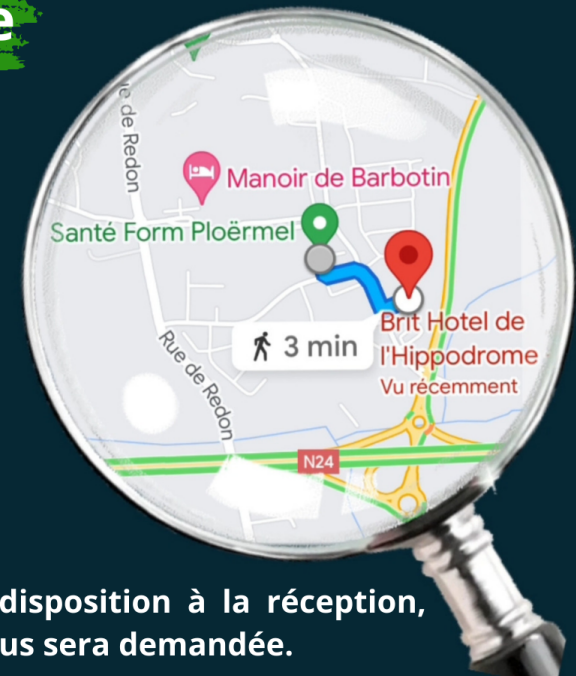 e
de Redon
Manoir de Barbotin
Santé Form Ploërmel
Brit Hotel de
l'Hippodrome
Vu récemment
3 min
Rue de Redon
N24
disposition à la réception,
us sera demandée.